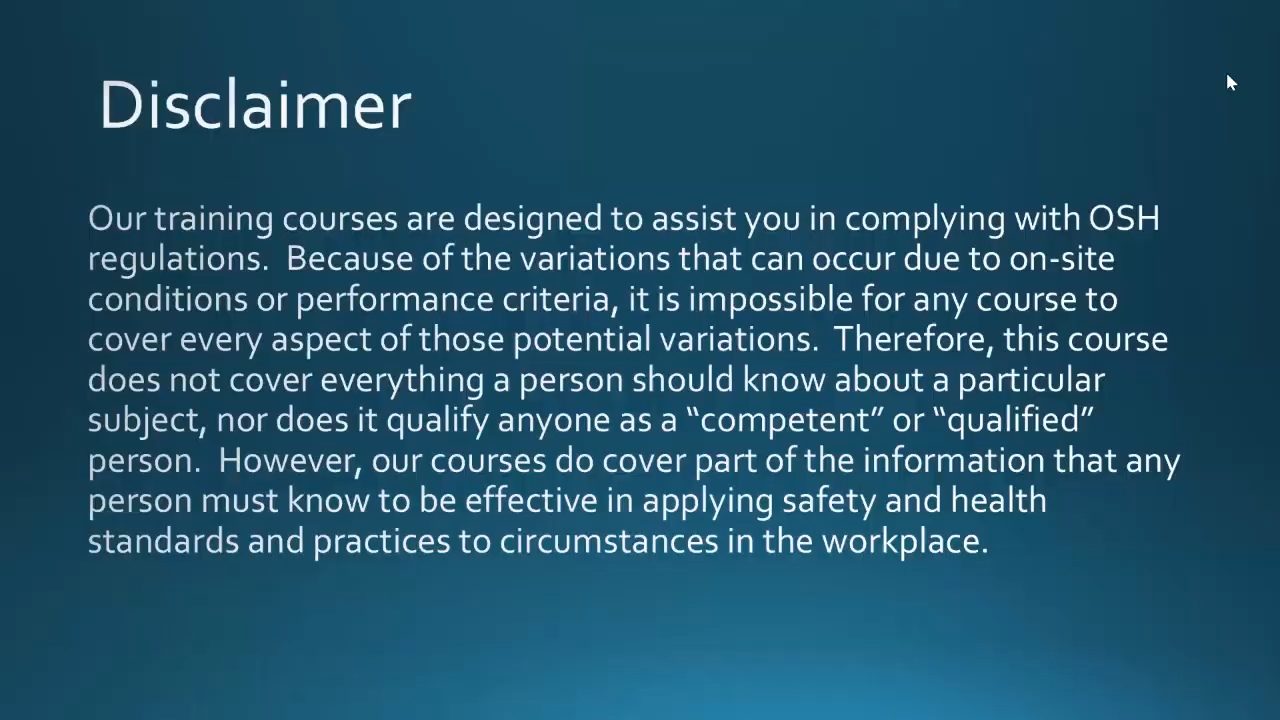 Disclaimer
Our training courses are designed to assist you in complying with OSH
regulations.  Because of the variations that can occur due to on-site
conditions or performance criteria, it is impossible for any course to
cover every aspect of those potential variations.  Therefore, this course
does not cover everything a person should know about a particular
subject, nor does it qualify anyone as a “competent” or “qualified”
person.  However, our courses do cover part of the information that any
person must know to be effective in applying safety and health
standards and practices to circumstances in the workplace.